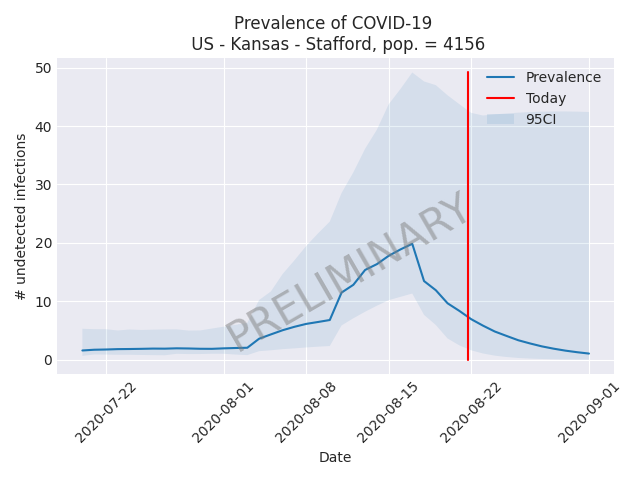 Prevalence of COVID-19
US - Kansas - Stafford, pop. = 4156
# undetected infections
50
40
30
20
10
0
Prevalence
Today
95CI
PRELIMINARY
2020-07-22
2020-08-01
2020-08-08
2020-08-15
2020-08-22
2020-09-01
Date